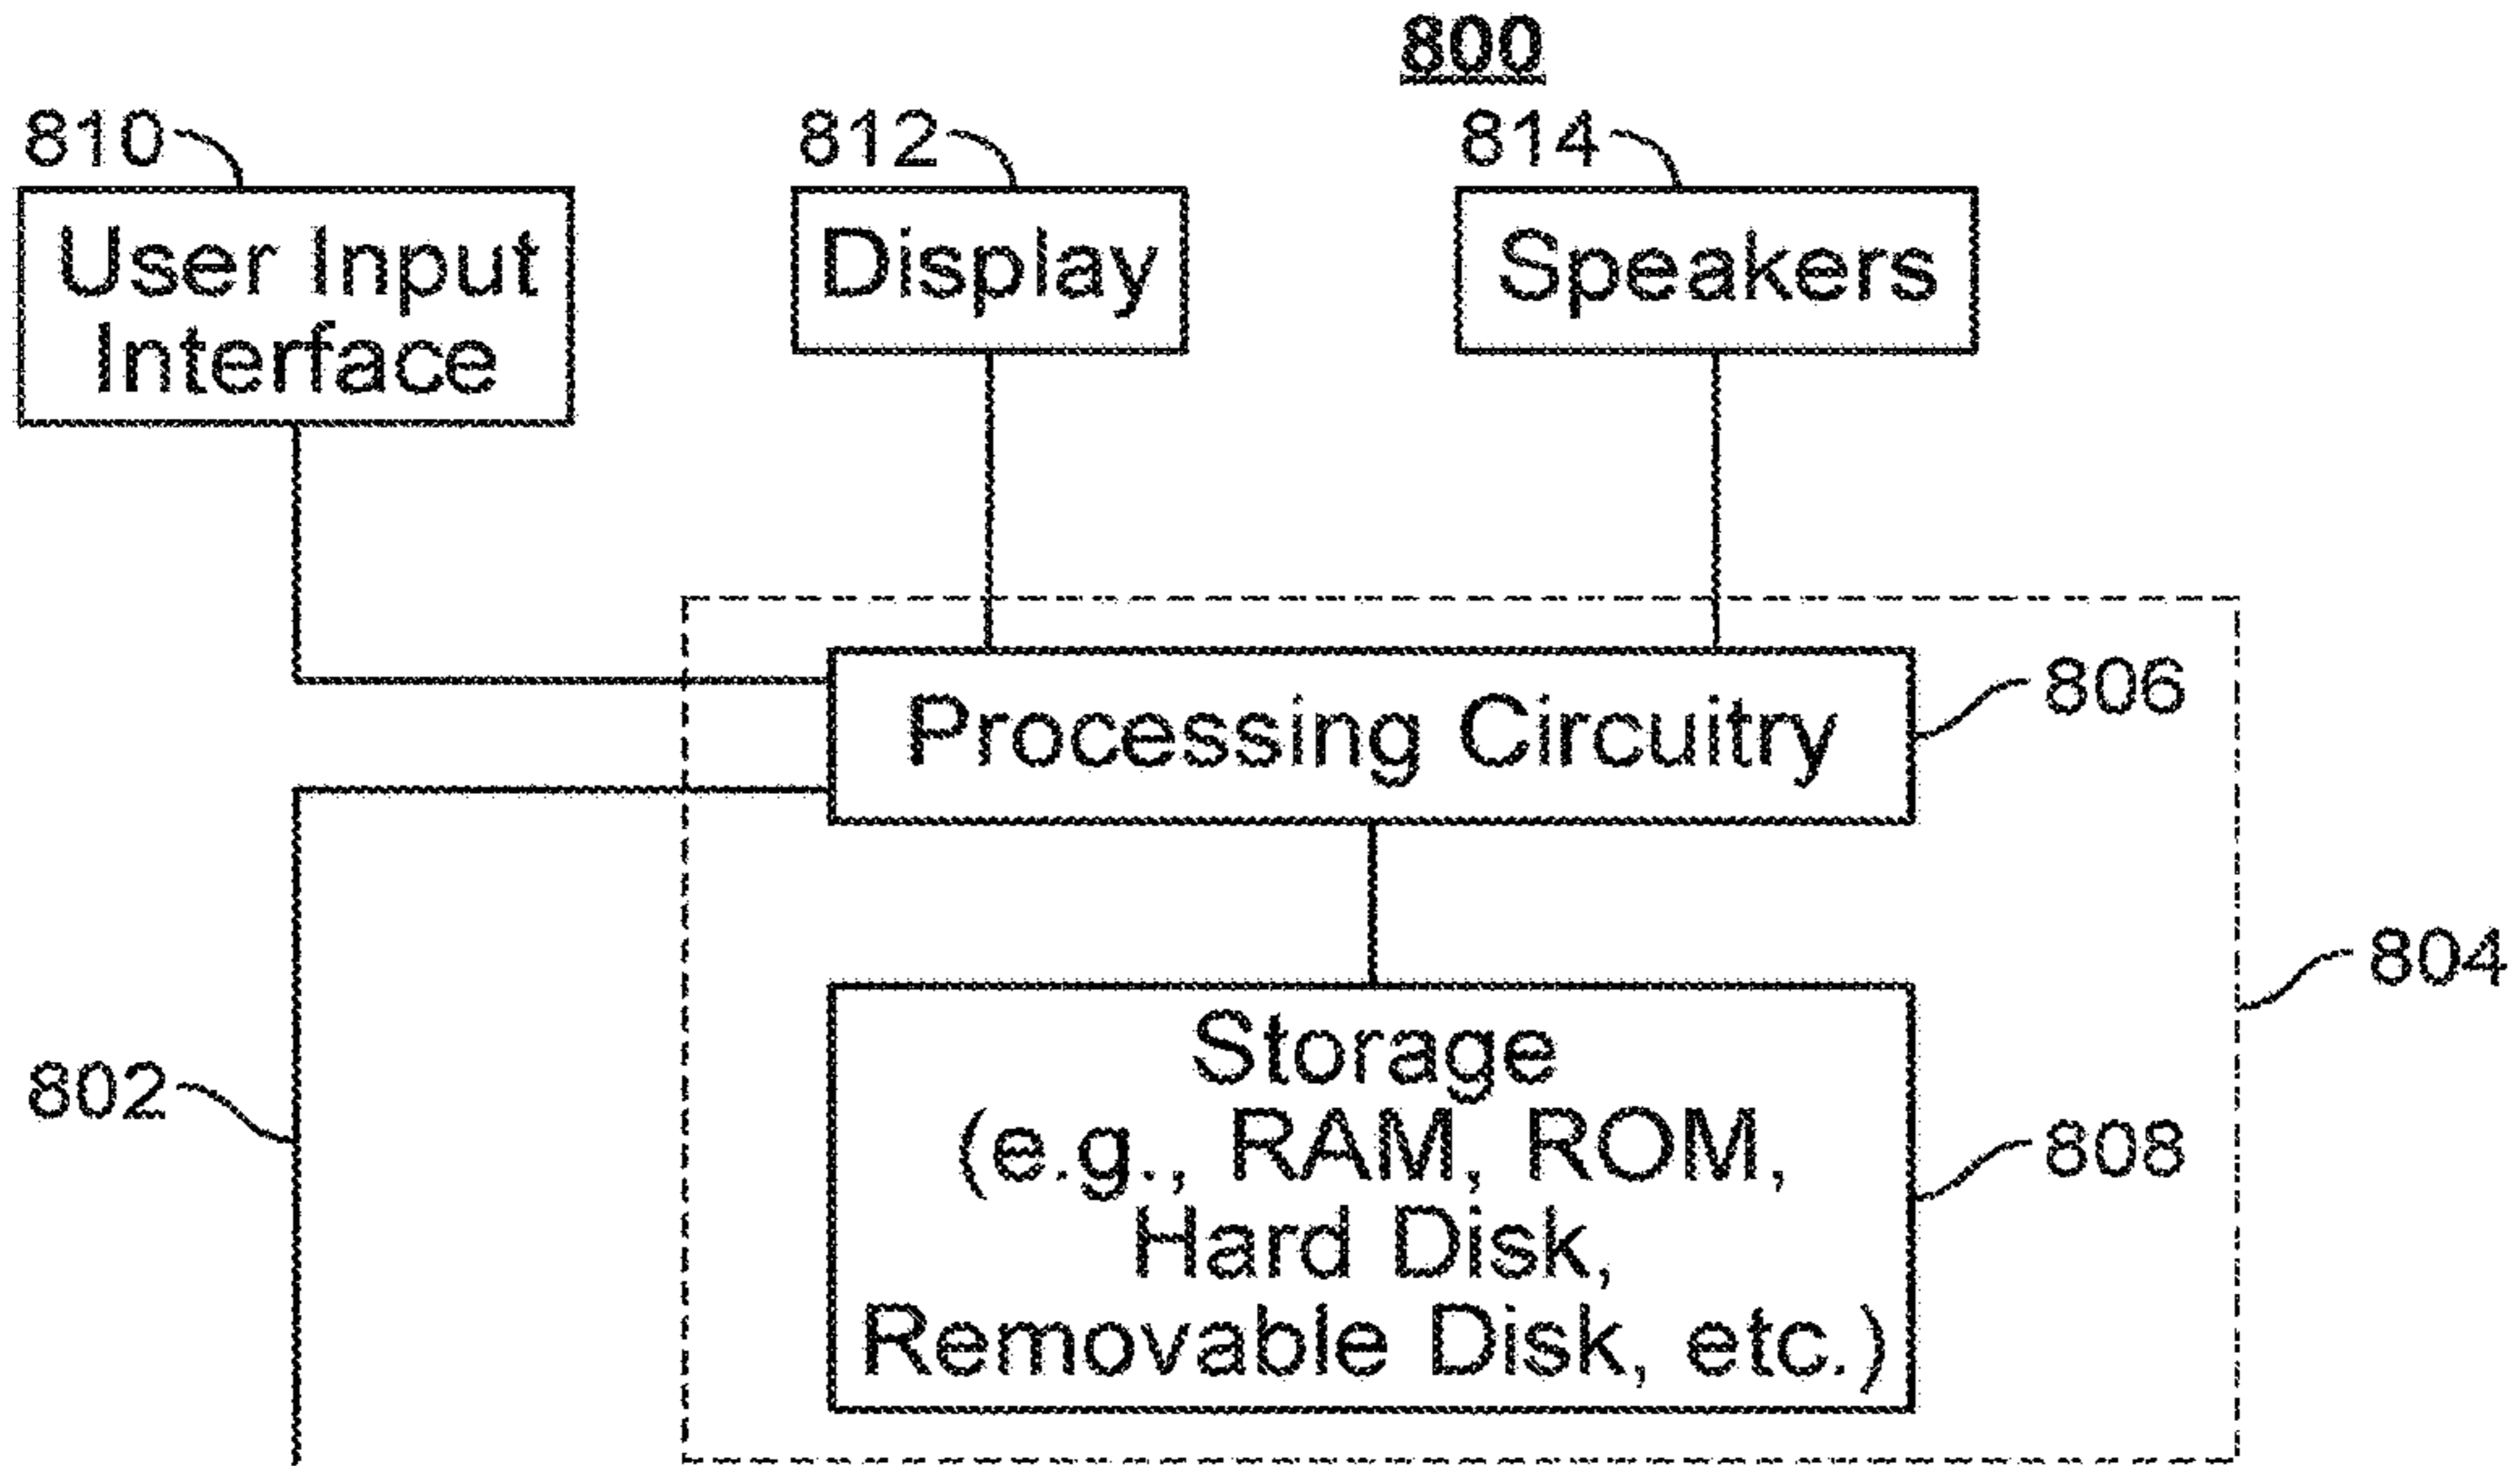 800
810
812
814
User Input
Interface
Display
Speakers
Processing Circuitry
806
804
802
Storage
(e.g., RAM, ROM,
Hard Disk,
Removable Disk, etc.)
808